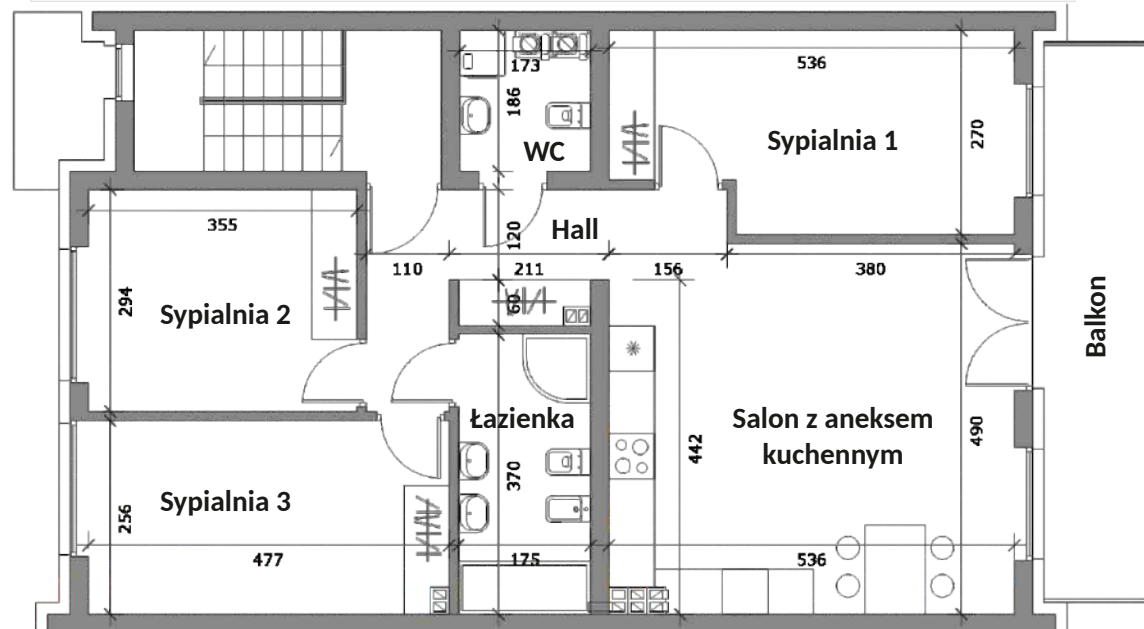 173
536
186
270
Sypialnia 1
WC
355
120
Hall
110
211
156
380
294
60
Sypialnia 2
Balkon
Łazienka
Salon z aneksem
kuchennym
442
490
370
Sypialnia 3
256
477
175
536